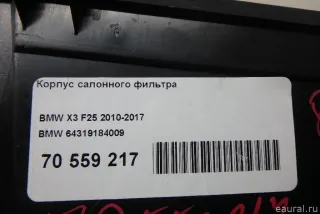 Корпус салонного фильтра
BMW X3 F25 2010-2017
BMW 64319184009
70 559 217
eaural.ru